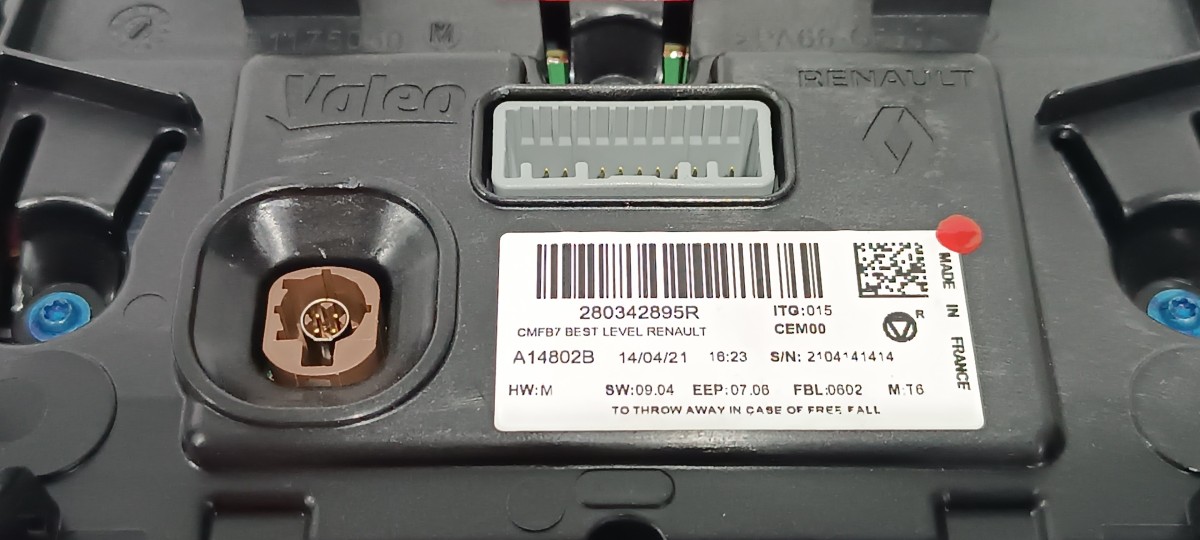 Valeo
RENAULT
280342895R
ITG:015
CMFB7 BEST LEVEL RENAULT
CEM00
R
A14802B 14/04/21 16:23 S/N: 2104141414
HW:M SW:09.04 EEP:07.06 FBL:0602 M:T6
TO THROW AWAY IN CASE OF FREE FALL
MADE IN FRANCE